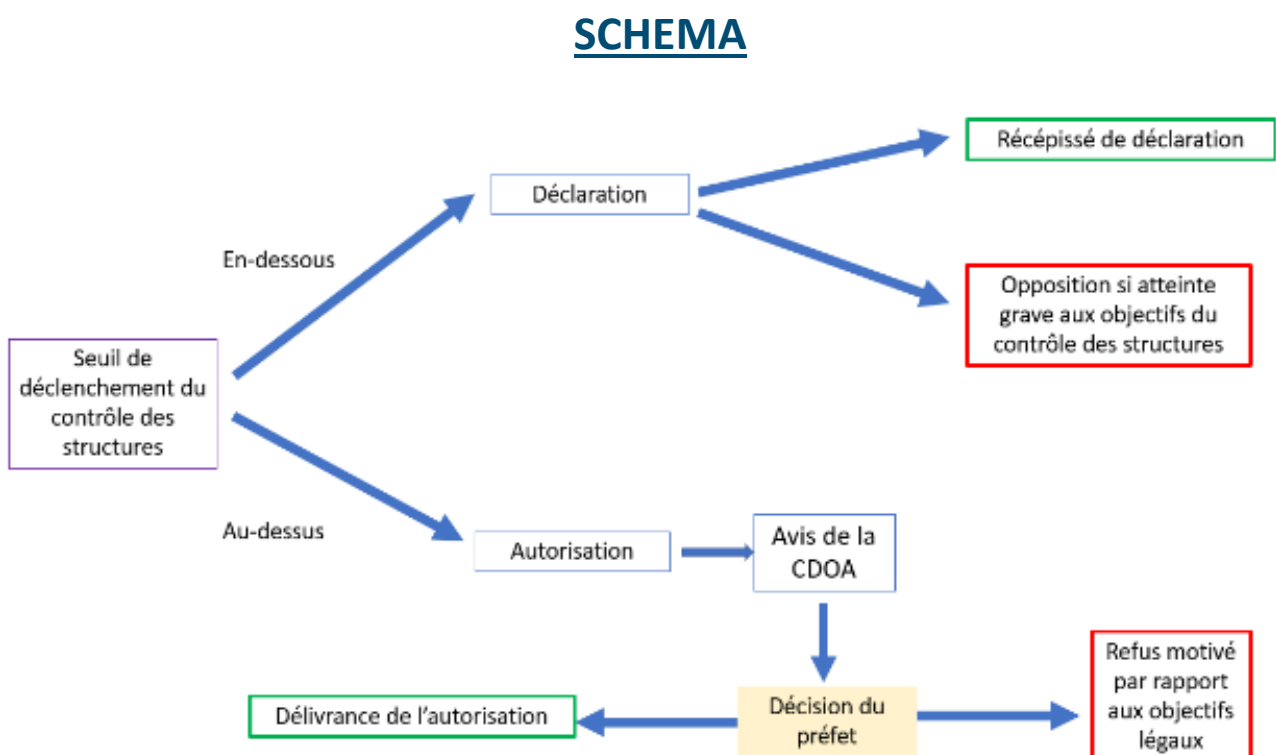 SCHEMA
Récépissé de déclaration
Déclaration
En-dessous
Opposition si atteinte
grave aux objectifs du
contrôle des structures
Seuil de
déclenchement du
contrôle des
structures
Au-dessus
Autorisation
Avis de la
CDOA
Délivrance de l'autorisation
Décision du
préfet
Refus motivé
par rapport
aux objectifs
légaux